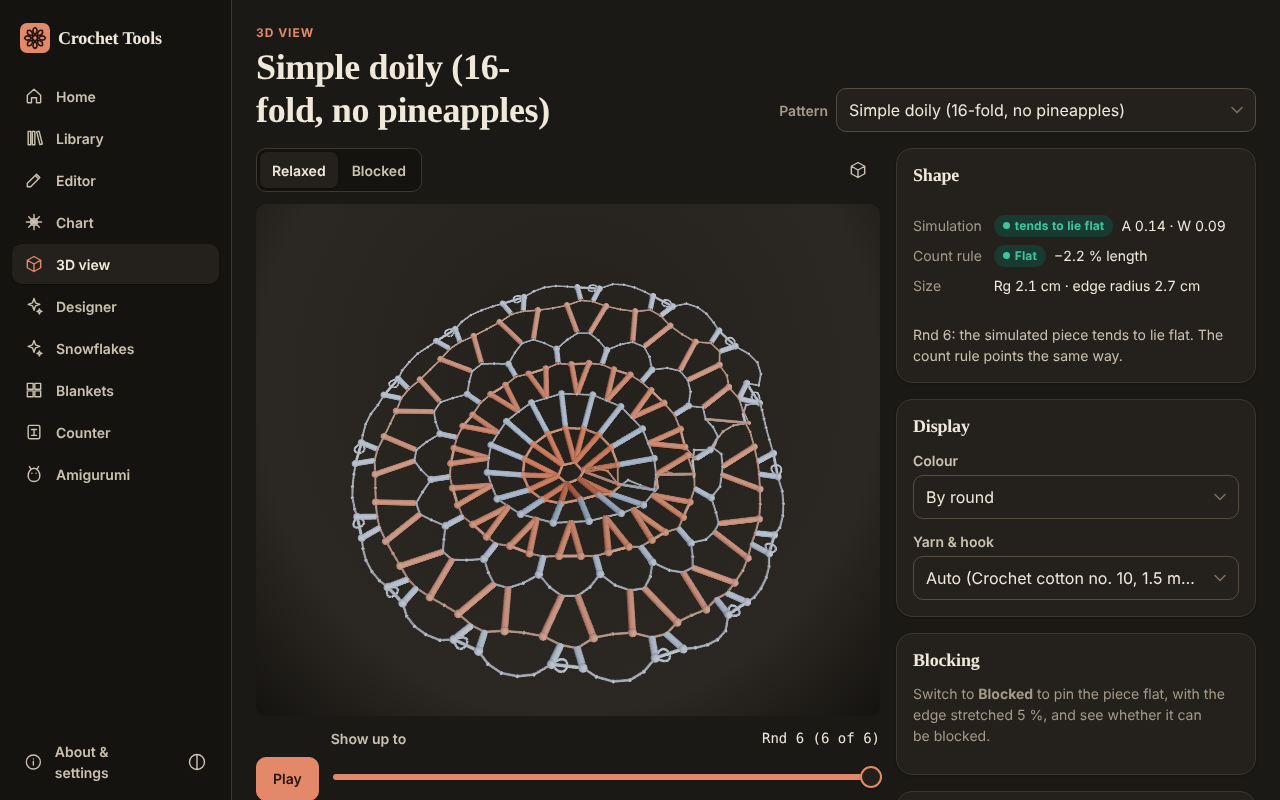 Crochet Tools
Home
Library
Editor
Chart
3D view
Designer
Snowflakes
Blankets
Counter
Amigurumi
About &
settings
3D VIEW
Simple doily (16-
fold, no pineapples)
Pattern
Simple doily (16-fold, no pineapples)
Relaxed
Blocked
Show up to
Rnd 6 (6 of 6)
Play
Shape
Simulation
tends to lie flat
A 0.14 · W 0.09
Count rule
Flat
−2.2 % length
Size
Rg 2.1 cm · edge radius 2.7 cm
Rnd 6: the simulated piece tends to lie flat. The
count rule points the same way.
Display
Colour
By round
Yarn & hook
Auto (Crochet cotton no. 10, 1.5 m...
Blocking
Switch to Blocked to pin the piece flat, with the
edge stretched 5 %, and see whether it can
be blocked.